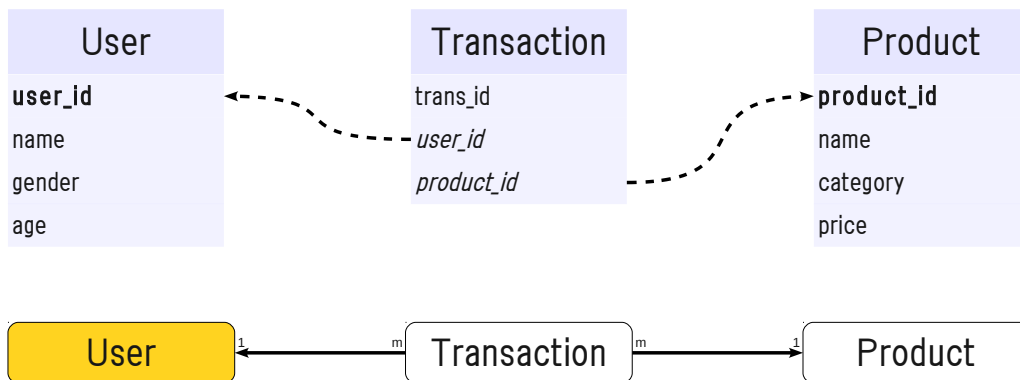 User
user_id
name
gender
age
Transaction
trans_id
user_id
product_id
Product
product_id
name
category
price
User
1
m
Transaction
m
1
Product